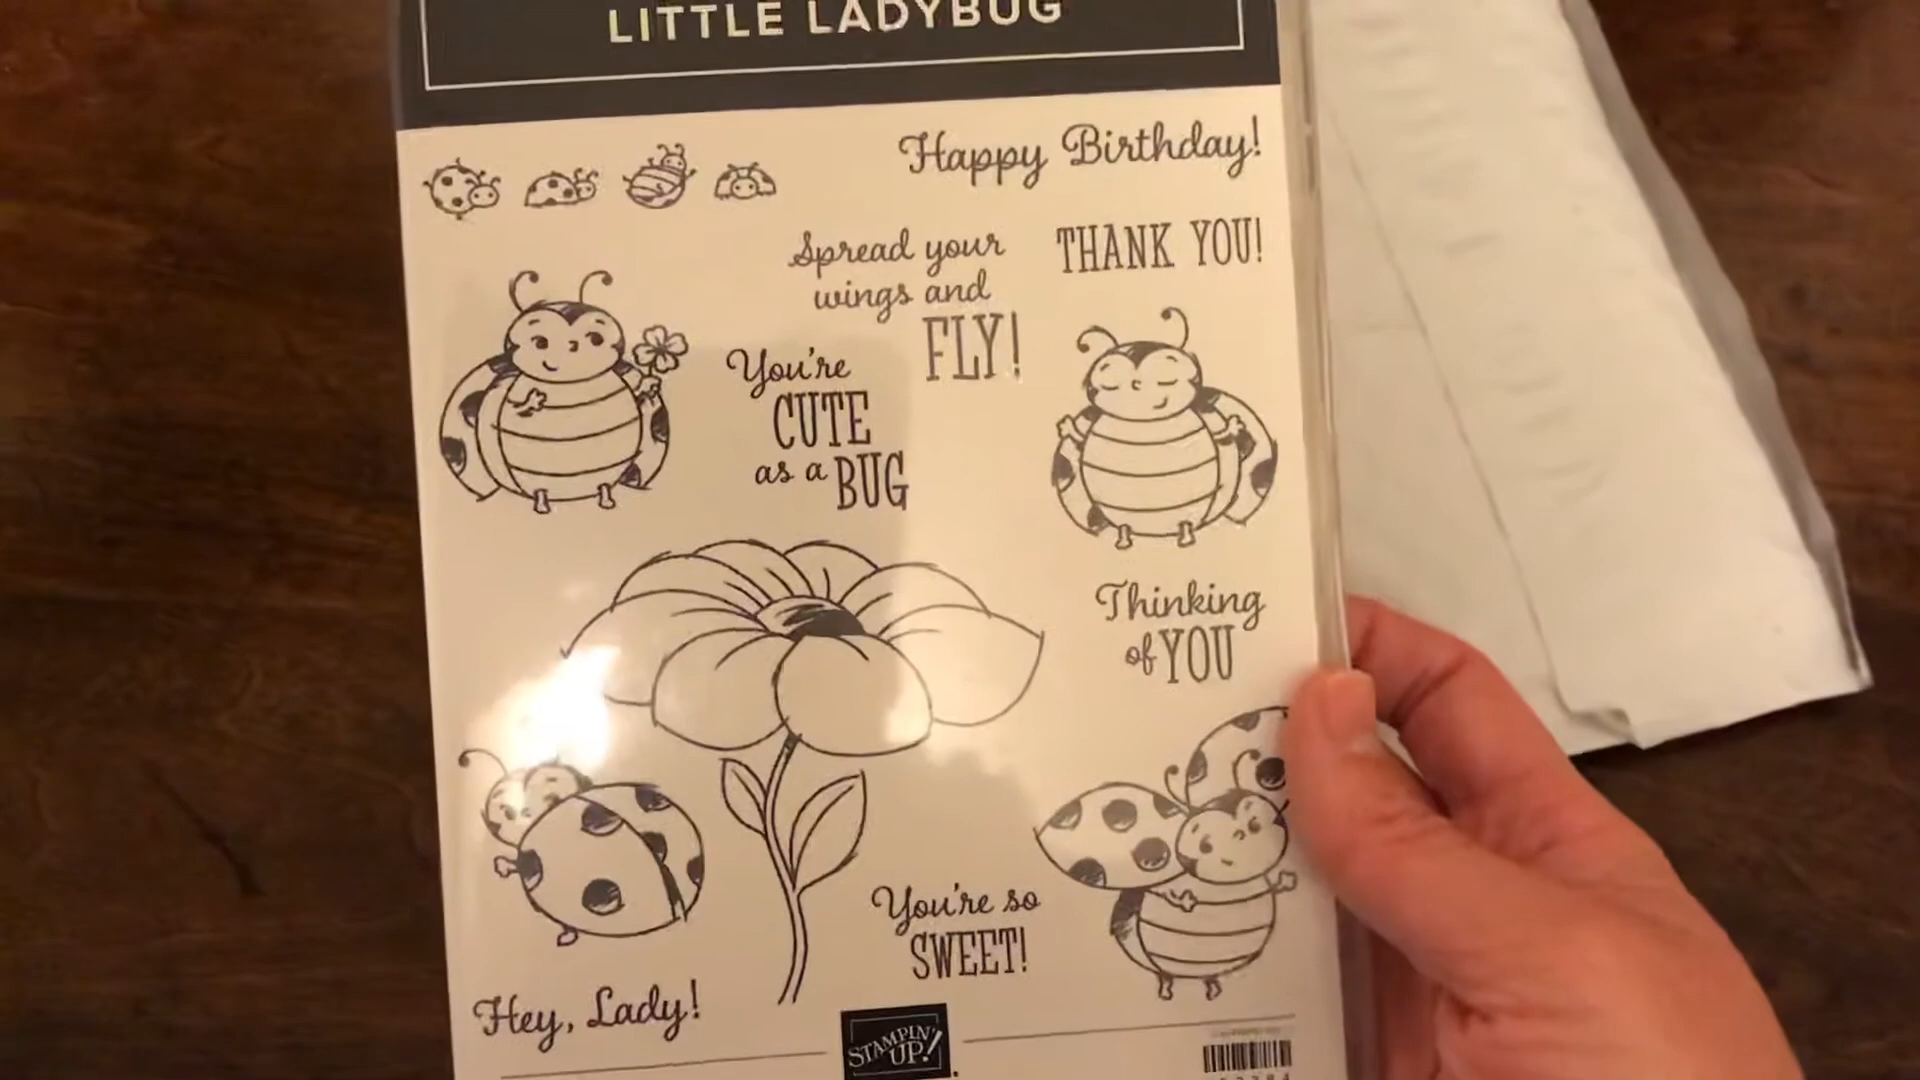 LITTLE LADYBUG
Happy Birthday!
Spread your
wings and
FLY!
THANK YOU!
You're
CUTE
as a BUG
Thinking
of YOU
You're so
SWEET!
Hey, Lady!
STAMPIN'
UP!